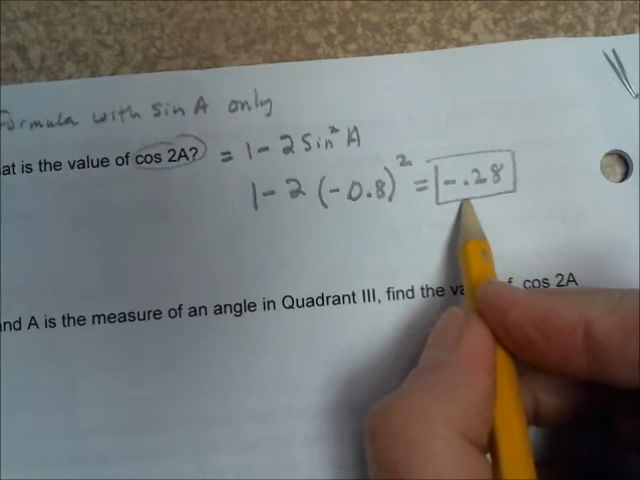 Formula with sin A only
at is the value of cos 2A? = 1 - 2 Sin² A
1 - 2 (-0.8)² = -.28
nd A is the measure of an angle in Quadrant III, find the va f cos 2A